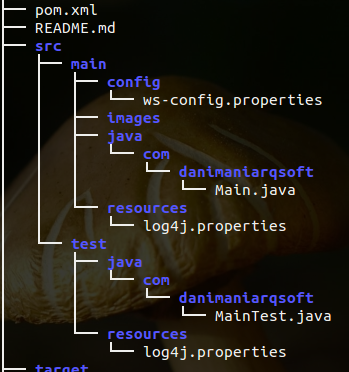 pom.xml
README.md
src
main
config
ws-config.properties
images
java
com
danimaniarqsoft
Main.java
resources
log4j.properties
test
java
com
danimaniarqsoft
MainTest.java
resources
log4j.properties
target